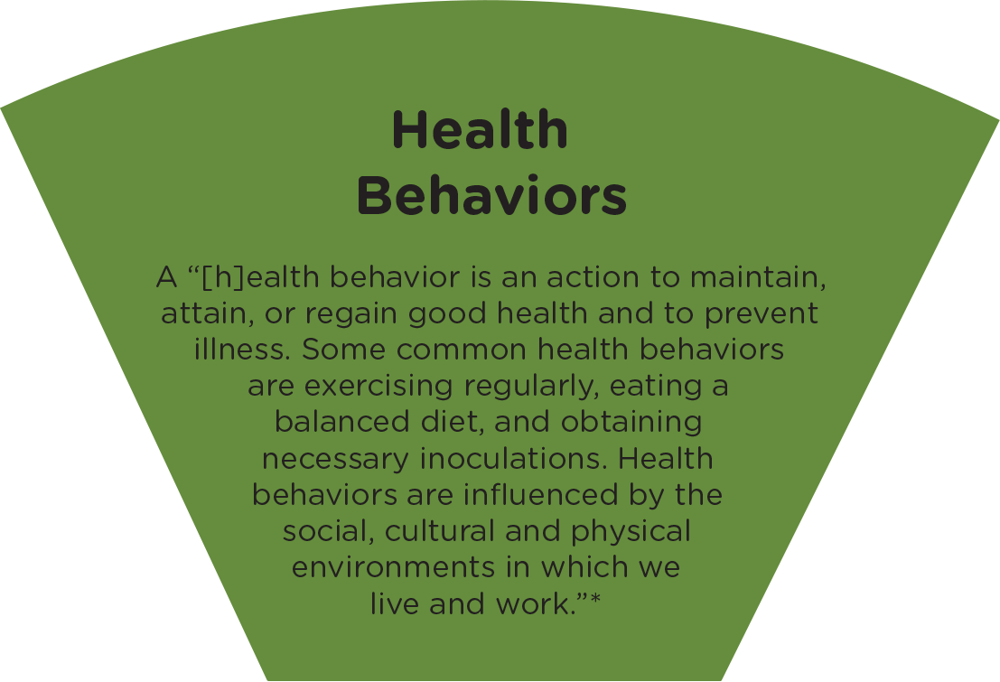 Health
Behaviors
A “[h]ealth behavior is an action to maintain,
attain, or regain good health and to prevent
illness. Some common health behaviors
are exercising regularly, eating a
balanced diet, and obtaining
necessary inoculations. Health
behaviors are influenced by the
social, cultural and physical
environments in which we
live and work.”*